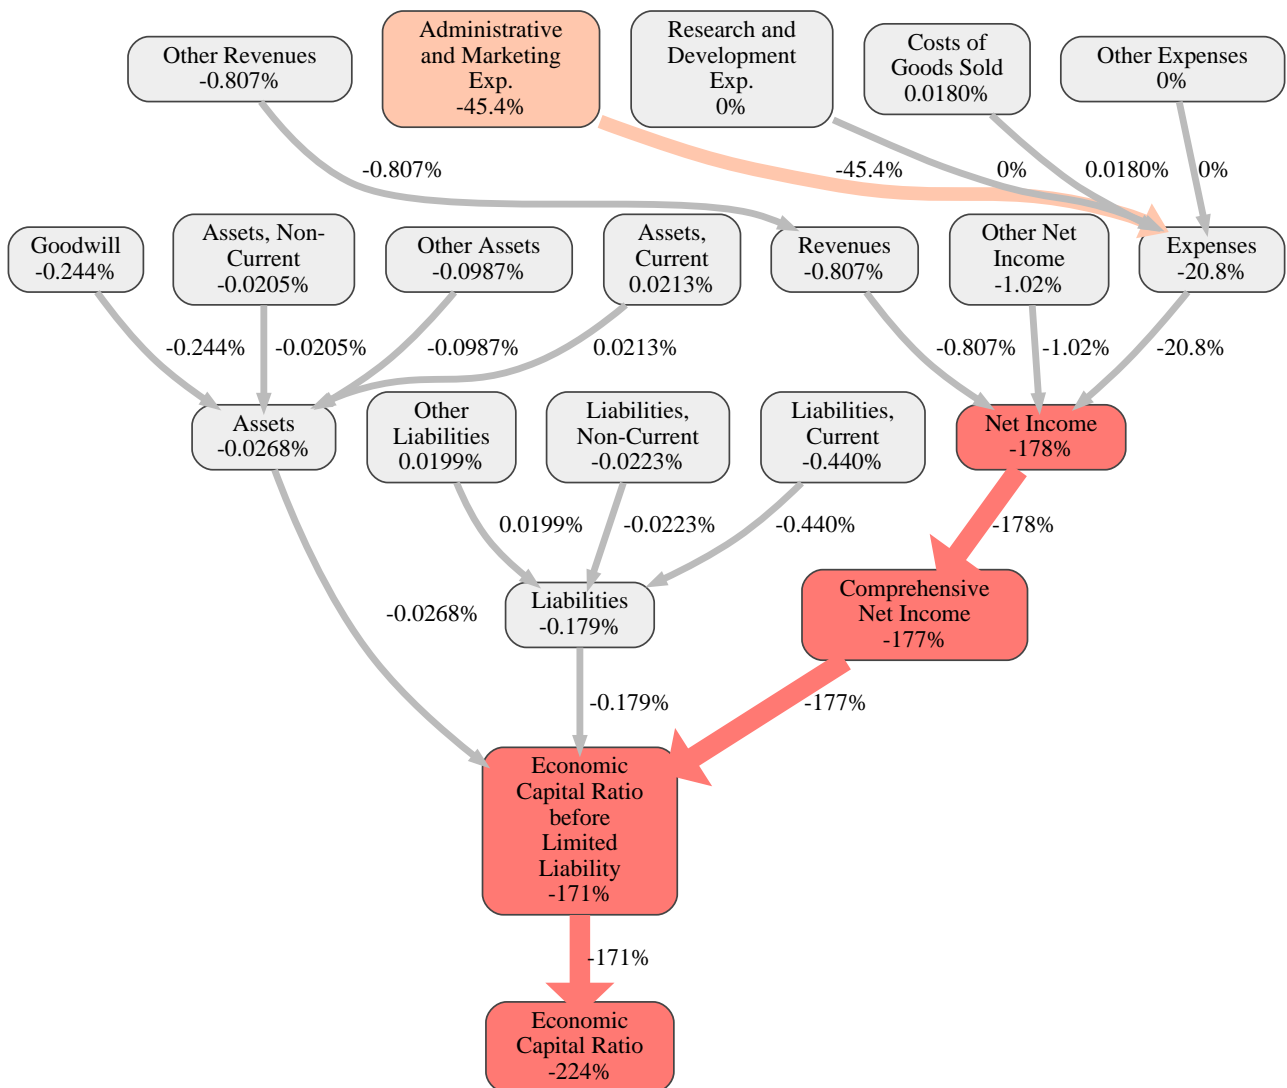 Other Revenues
-0.807%
Administrative
and Marketing
Exp.
-45.4%
Research and
Development
Exp.
0%
Costs of
Goods Sold
0.0180%
Other Expenses
0%
-0.807%
-45.4%
0%
0.0180%
0%
Goodwill
-0.244%
Assets, Non-
Current
-0.0205%
Other Assets
-0.0987%
Assets,
Current
0.0213%
Revenues
-0.807%
Other Net
Income
-1.02%
Expenses
-20.8%
-0.244%
-0.0205%
-0.0987%
0.0213%
-0.807%
-1.02%
-20.8%
Assets
-0.0268%
Other
Liabilities
0.0199%
Liabilities,
Non-Current
-0.0223%
Liabilities,
Current
-0.440%
Net Income
-178%
0.0199%
-0.0223%
-0.440%
-178%
-0.0268%
Liabilities
-0.179%
Comprehensive
Net Income
-177%
-0.179%
-177%
Economic
Capital Ratio
before
Limited
Liability
-171%
-171%
Economic
Capital Ratio
-224%